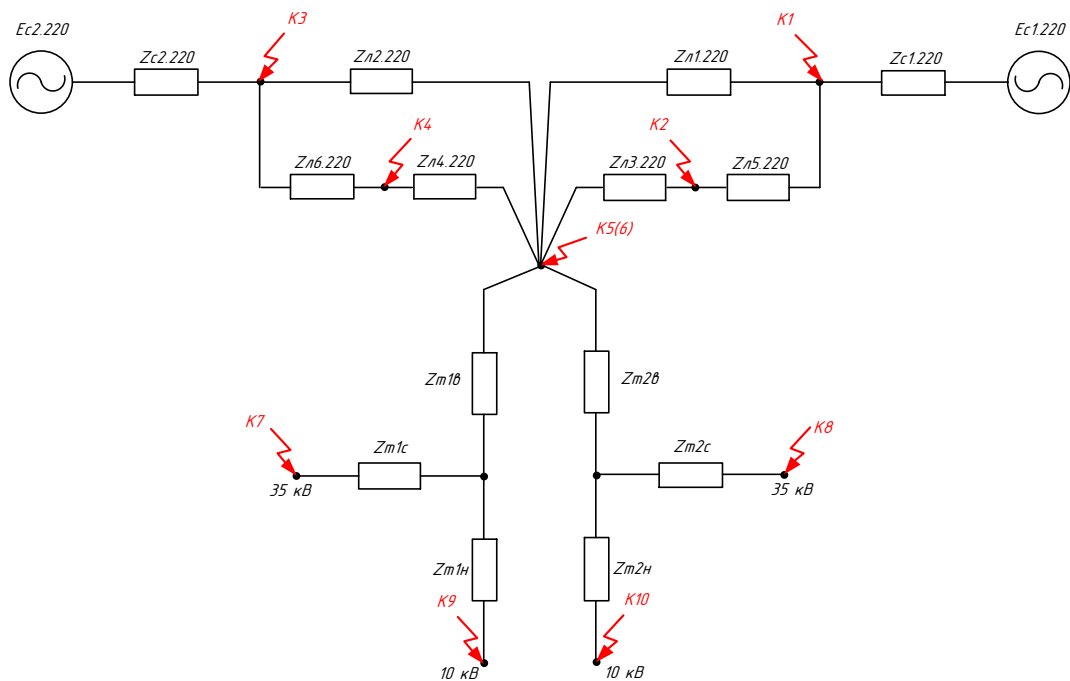 K3
K1
Ec2.220
Ec1.220
Zc2.220
Zл2.220
Zл1.220
Zc1.220
K4
K2
Zл6.220
Zл4.220
Zл3.220
Zл5.220
K5(6)
Zт1в
Zт2в
K7
K8
Zт1с
Zт2с
35 кВ
35 кВ
Zт1н
Zт2н
K9
K10
10 кВ
10 кВ